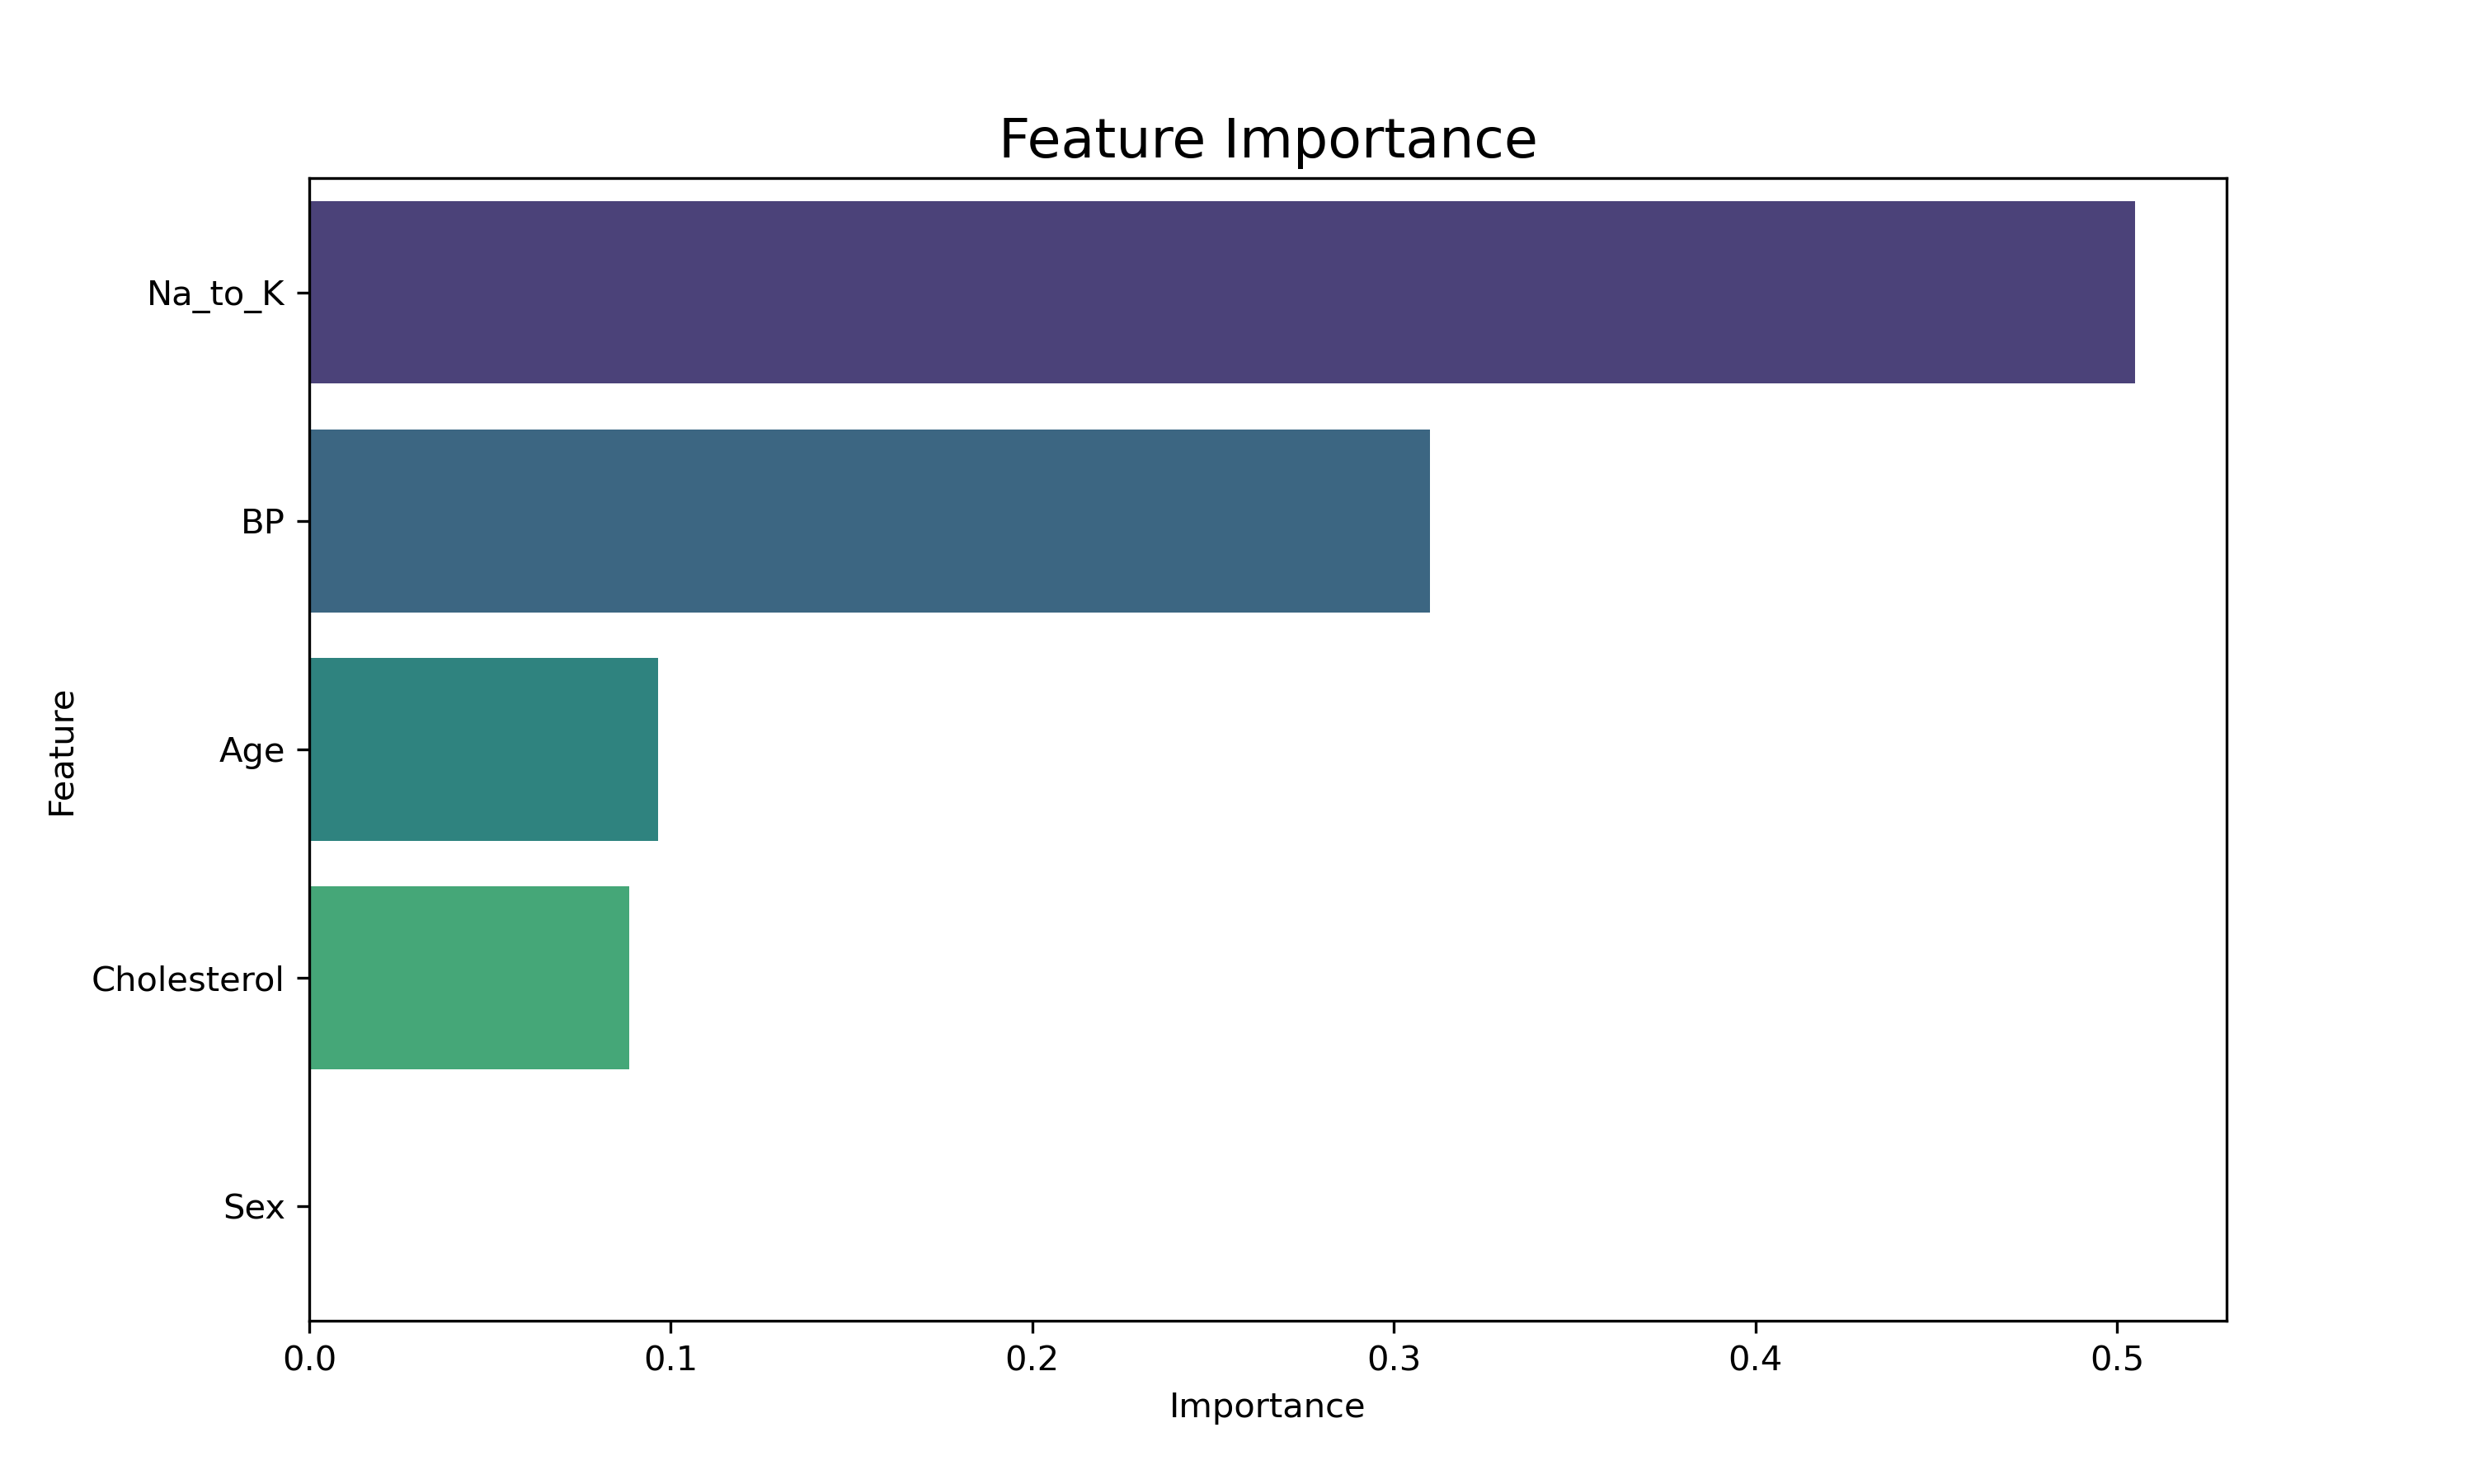 Feature Importance
Na_to_K
BP
Age
Cholesterol
Sex
Feature
0.0 0.1 0.2 0.3 0.4 0.5
Importance